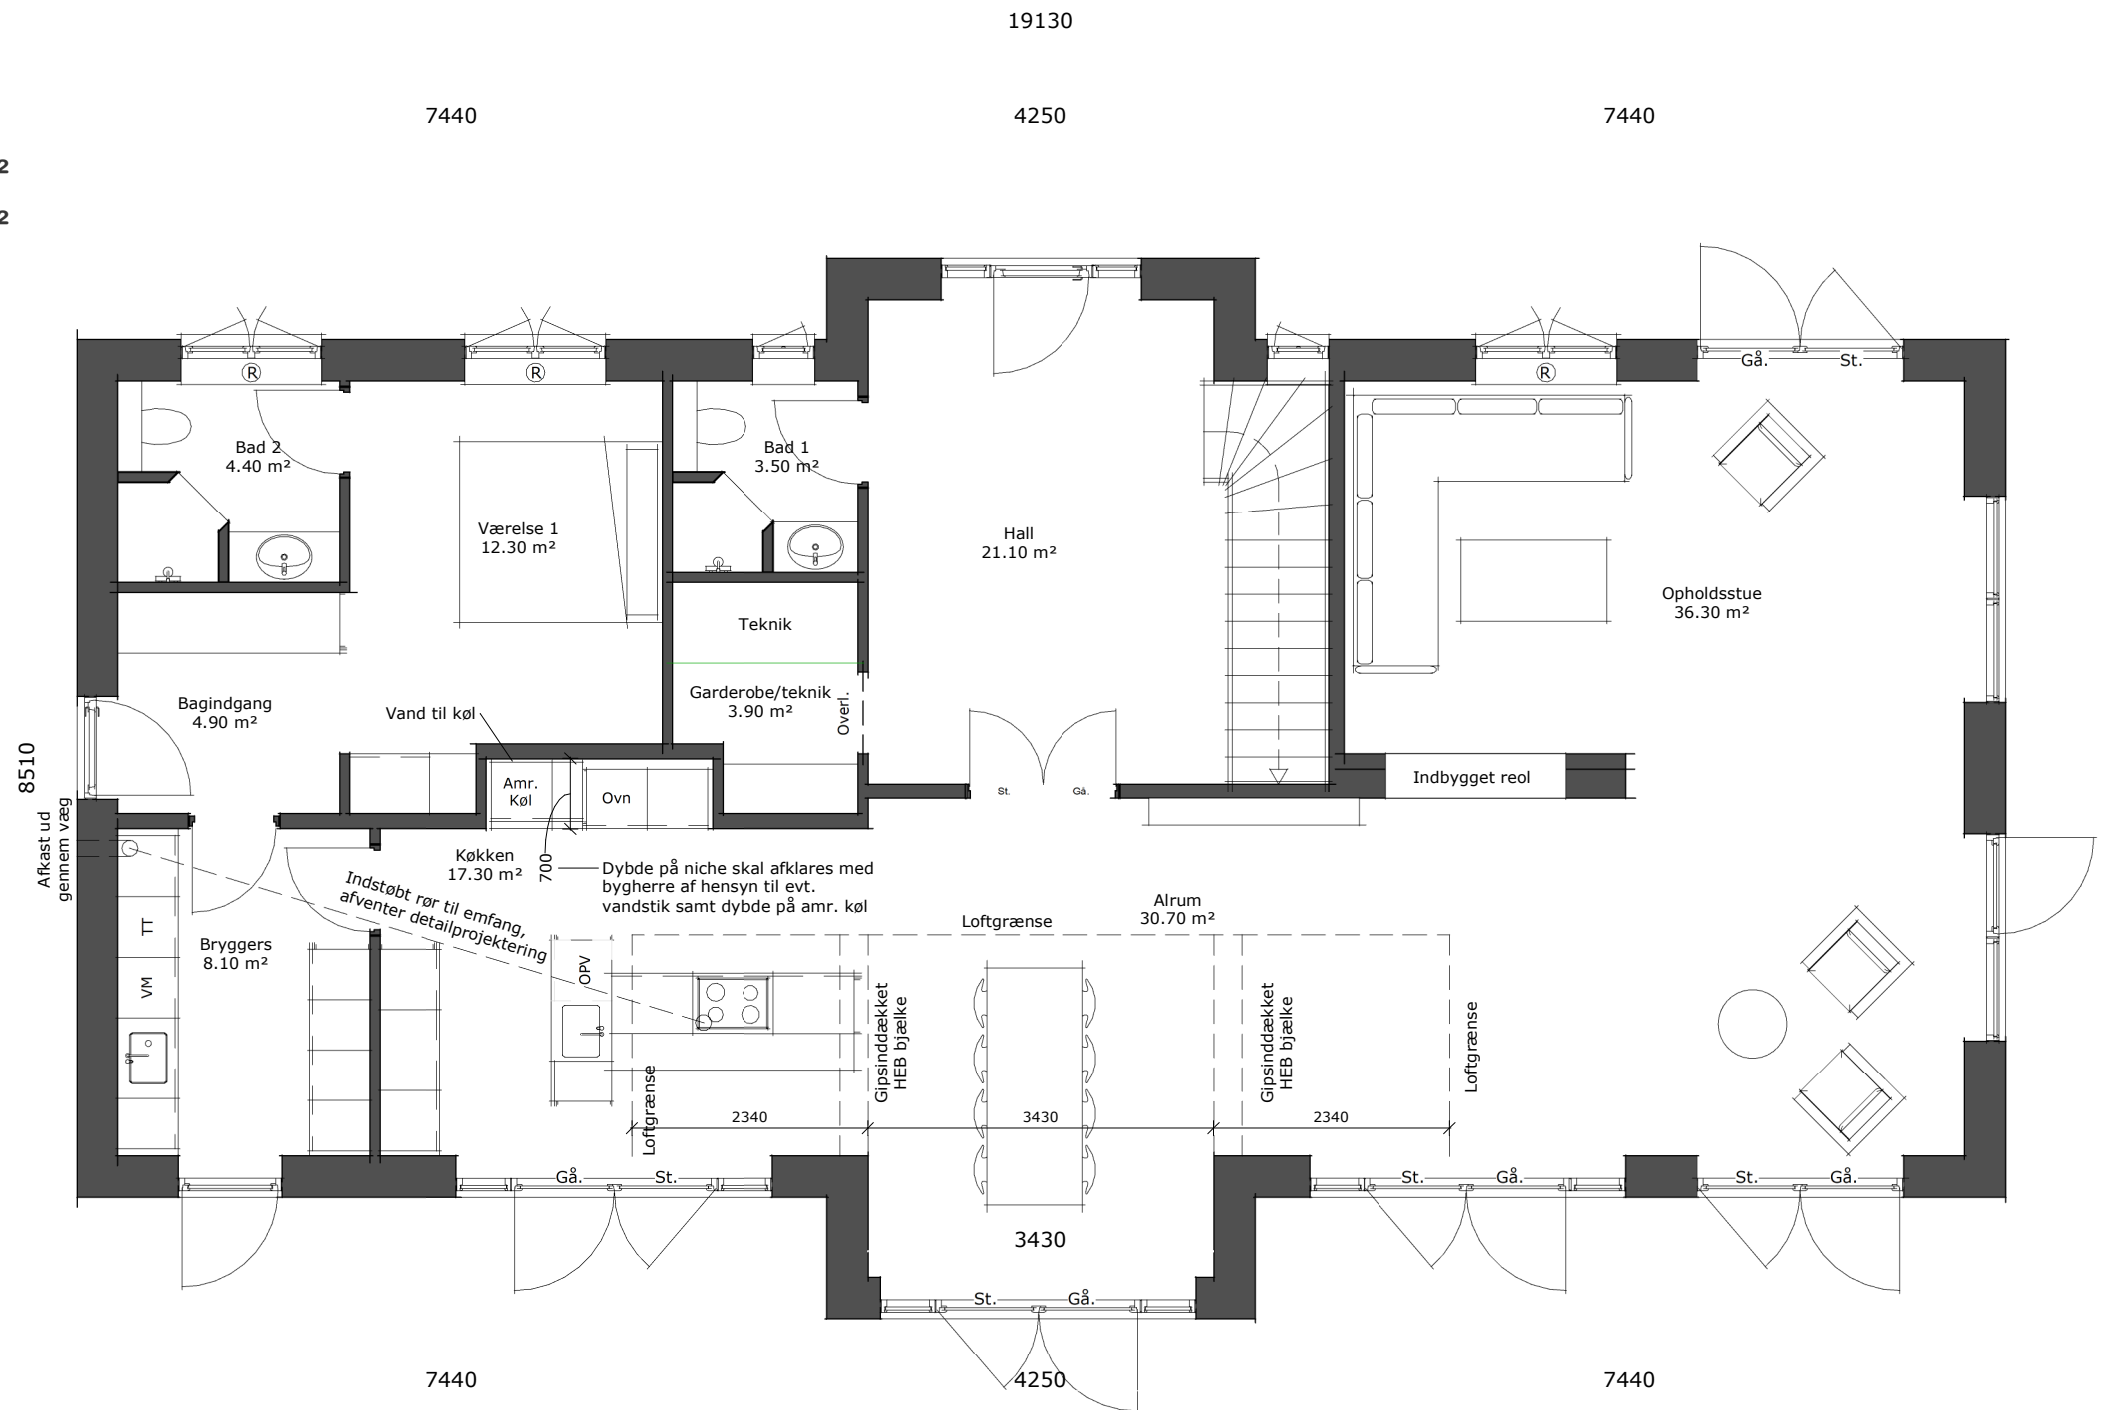 19130
7440
4250
7440
2
2
R
R
R
Gå.
St.
Bad 2
4.40 m²
Bad 1
3.50 m²
Værelse 1
12.30 m²
Hall
21.10 m²
Opholdsstue
36.30 m²
Teknik
Garderobe/teknik
3.90 m²
Overl.
Bagindgang
4.90 m²
Vand til køl
8510
Afkast ud
gennem væg
Amr.
Køl
Ovn
St.
Gå.
Indbygget reol
Køkken
17.30 m²
700
Dybde på niche skal afklares med
bygherre af hensyn til evt.
vandstik samt dybde på amr. køl
Indstøbt rør til emfang,
afventer detailprojektering
Alrum
30.70 m²
Loftgrænse
TT
Bryggers
8.10 m²
VM
OPV
Gipsinddækket
HEB bjælke
Gipsinddækket
HEB bjælke
Loftgrænse
Loftgrænse
2340
3430
2340
Gå.
St.
St.
Gå.
St.
Gå.
3430
St.
Gå.
7440
4250
7440